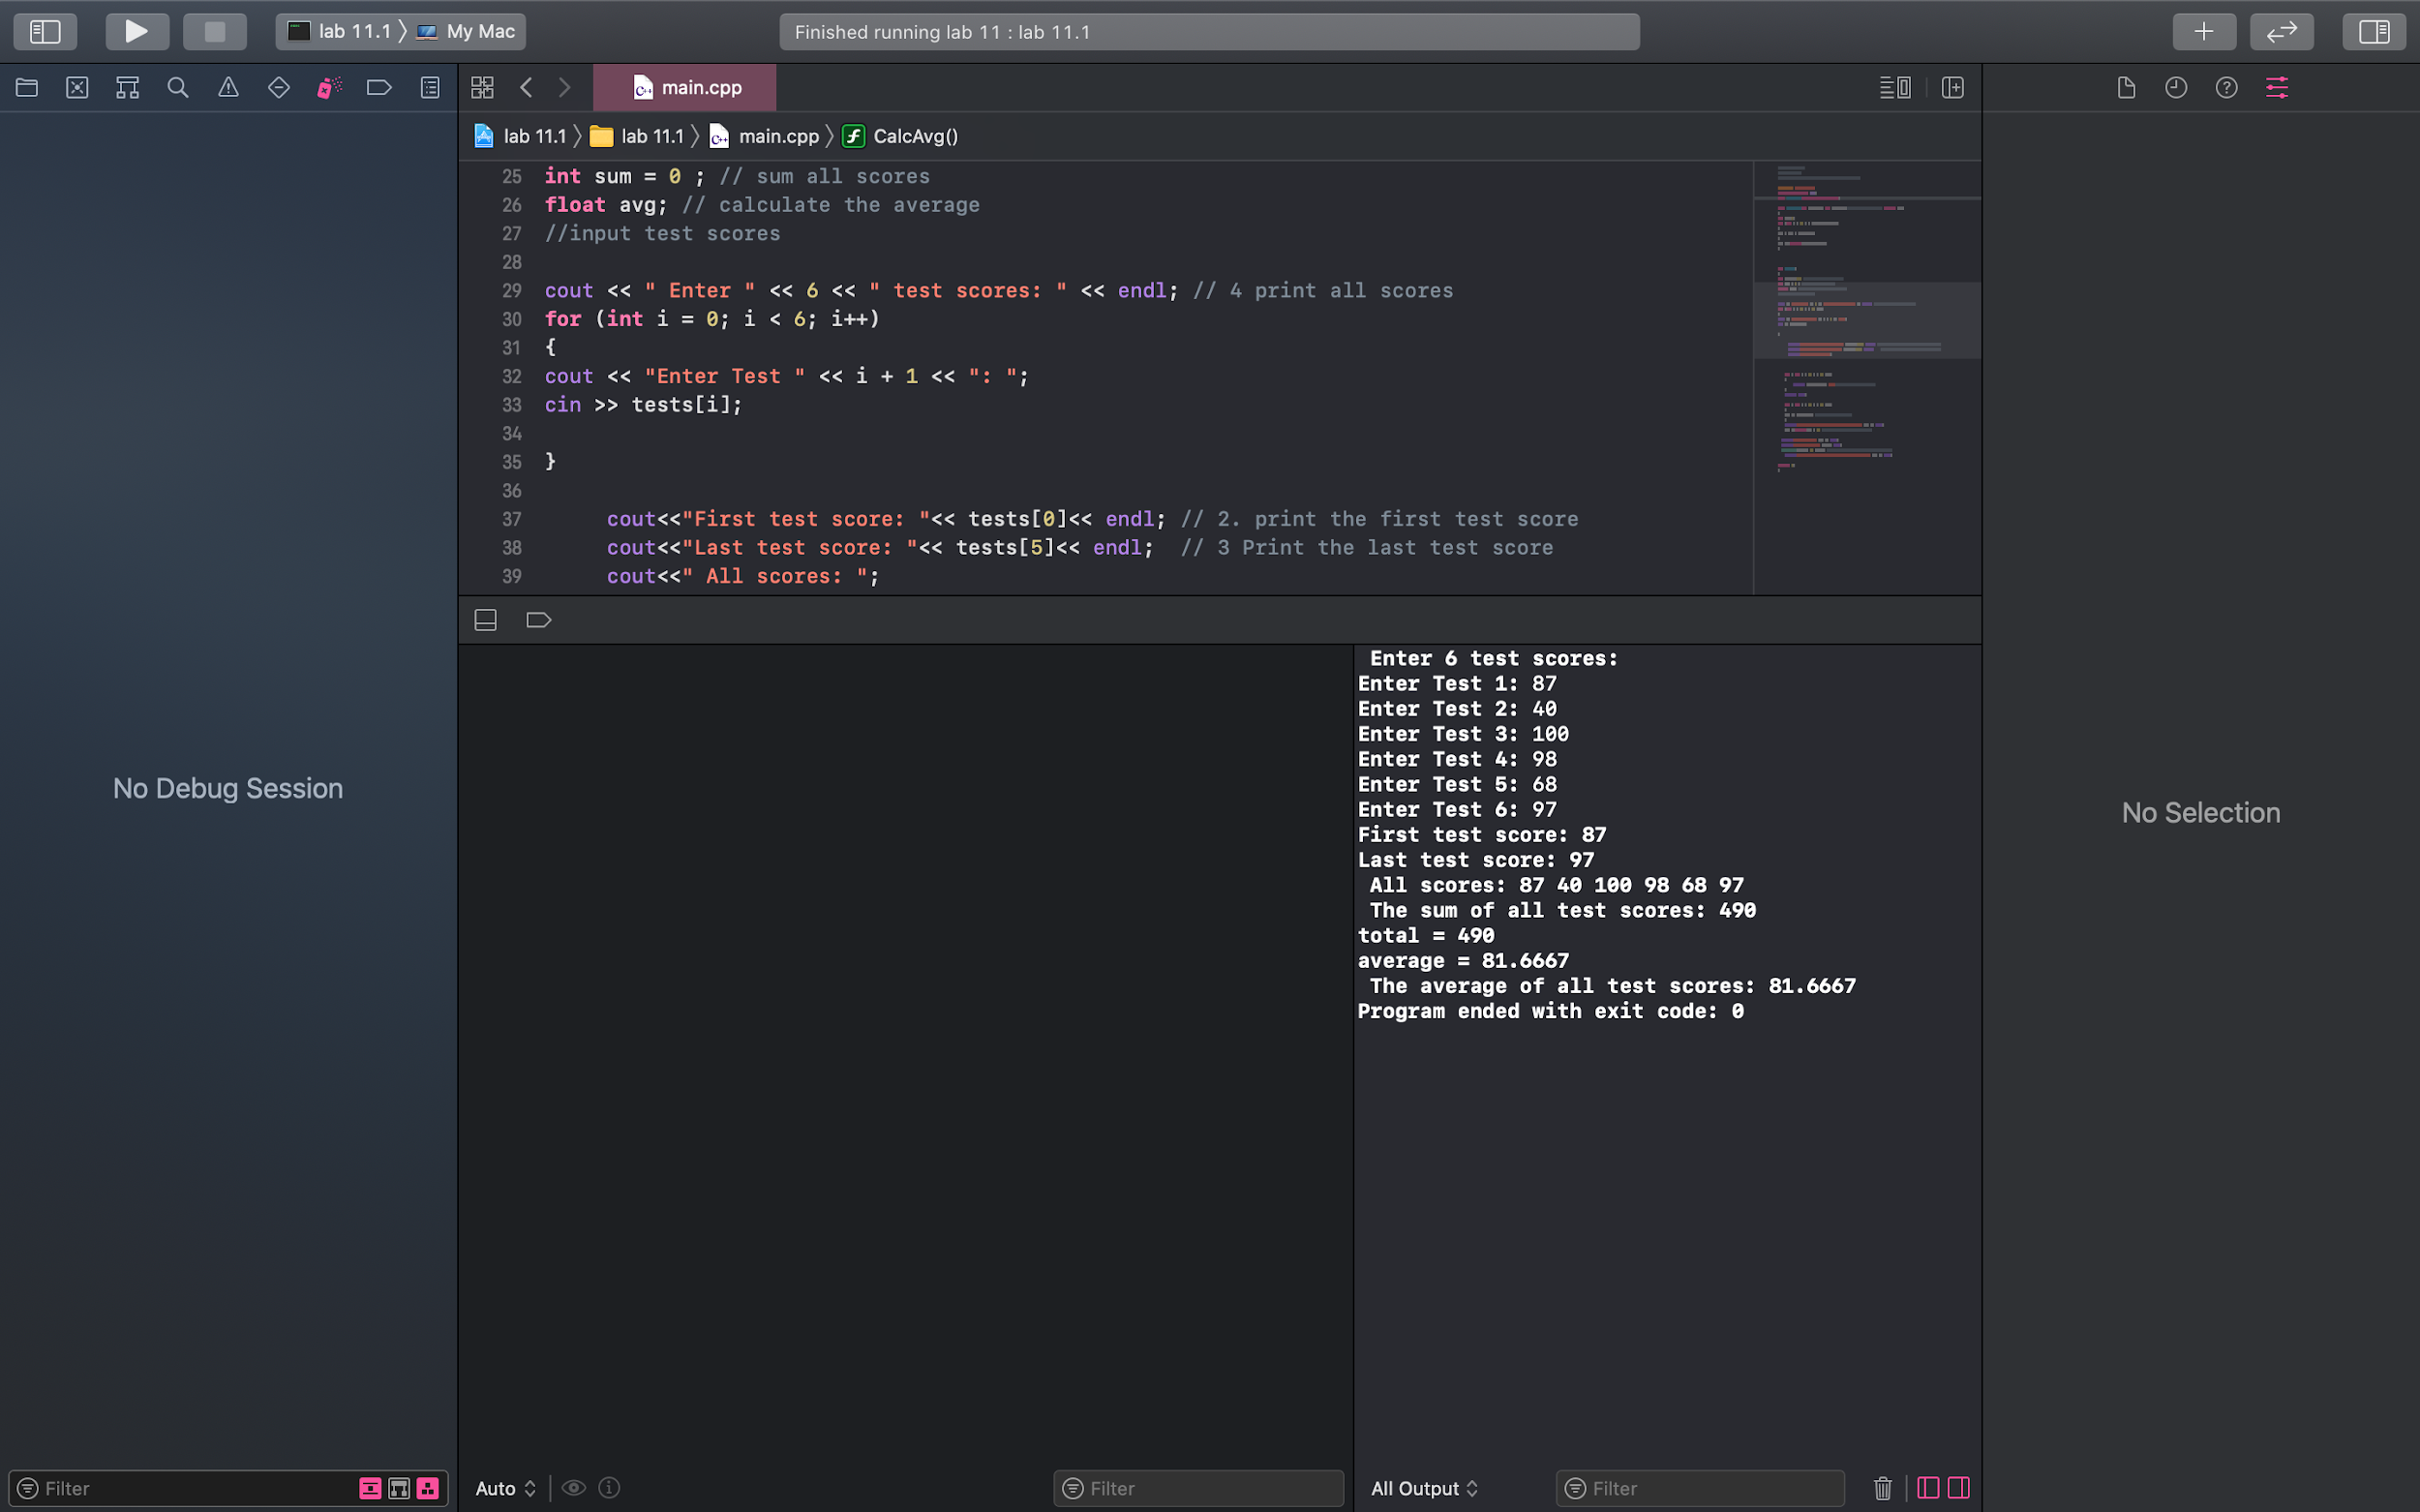 lab 11.1 〉 My Mac
Finished running lab 11 : lab 11.1
main.cpp
lab 11.1 〉 lab 11.1 〉 main.cpp 〉 CalcAvg()
25 int sum = 0 ; // sum all scores
26 float avg; // calculate the average
27 //input test scores
28
29 cout << " Enter " << 6 << " test scores: " << endl; // 4 print all scores
30 for (int i = 0; i < 6; i++)
31 {
32 cout << "Enter Test " << i + 1 << ": ";
33 cin >> tests[i];
34
35 }
36
37 cout<<"First test score: "<< tests[0]<< endl; // 2. print the first test score
38 cout<<"Last test score: "<< tests[5]<< endl;  // 3 Print the last test score
39 cout<<" All scores: ";
No Debug Session
Enter 6 test scores:
Enter Test 1: 87
Enter Test 2: 40
Enter Test 3: 100
Enter Test 4: 98
Enter Test 5: 68
Enter Test 6: 97
First test score: 87
Last test score: 97
All scores: 87 40 100 98 68 97
The sum of all test scores: 490
total = 490
average = 81.6667
The average of all test scores: 81.6667
Program ended with exit code: 0
No Selection
Filter
Auto
Filter
All Output
Filter